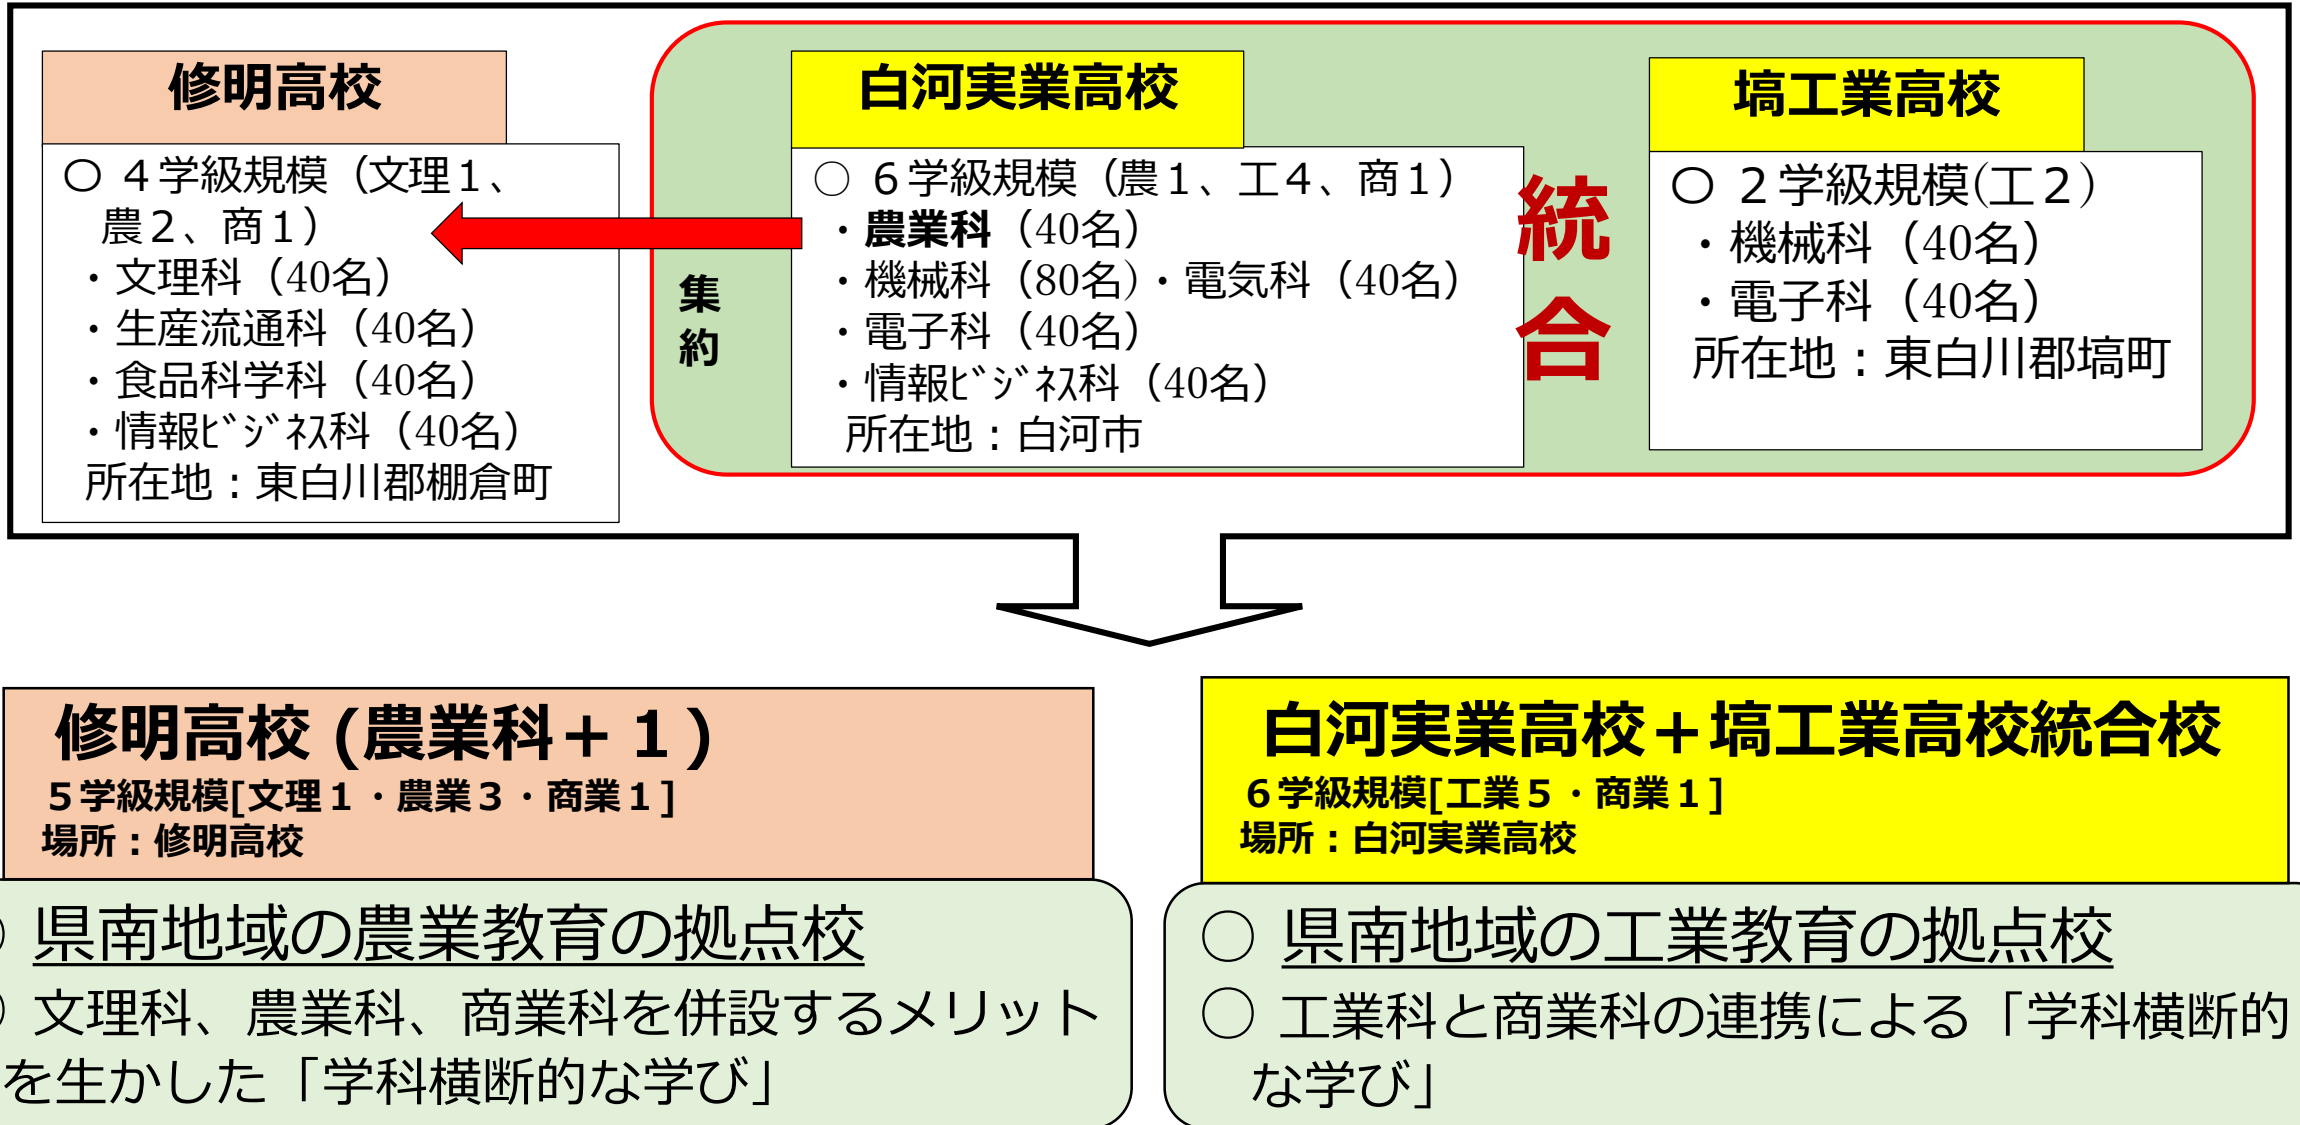 修明高校
〇 ４学級規模（文理１、
農２、商１）
・文理科（40名）
・生産流通科（40名）
・食品科学科（40名）
・情報ﾋﾞｼﾞﾈｽ科（40名）
所在地：東白川郡棚倉町
集
約
白河実業高校
○ ６学級規模（農１、工４、商１）
・農業科（40名）
・機械科（80名）・電気科（40名）
・電子科（40名）
・情報ﾋﾞｼﾞﾈｽ科（40名）
所在地：白河市
統
合
塙工業高校
〇 ２学級規模(工２)
・機械科（40名）
・電子科（40名）
所在地：東白川郡塙町
修明高校 (農業科＋１)
５学級規模[文理１・農業３・商業１]
場所：修明高校
○ 県南地域の農業教育の拠点校
○ 文理科、農業科、商業科を併設するメリット
を生かした「学科横断的な学び」
白河実業高校＋塙工業高校統合校
６学級規模[工業５・商業１]
場所：白河実業高校
○ 県南地域の工業教育の拠点校
○ 工業科と商業科の連携による「学科横断的
な学び」